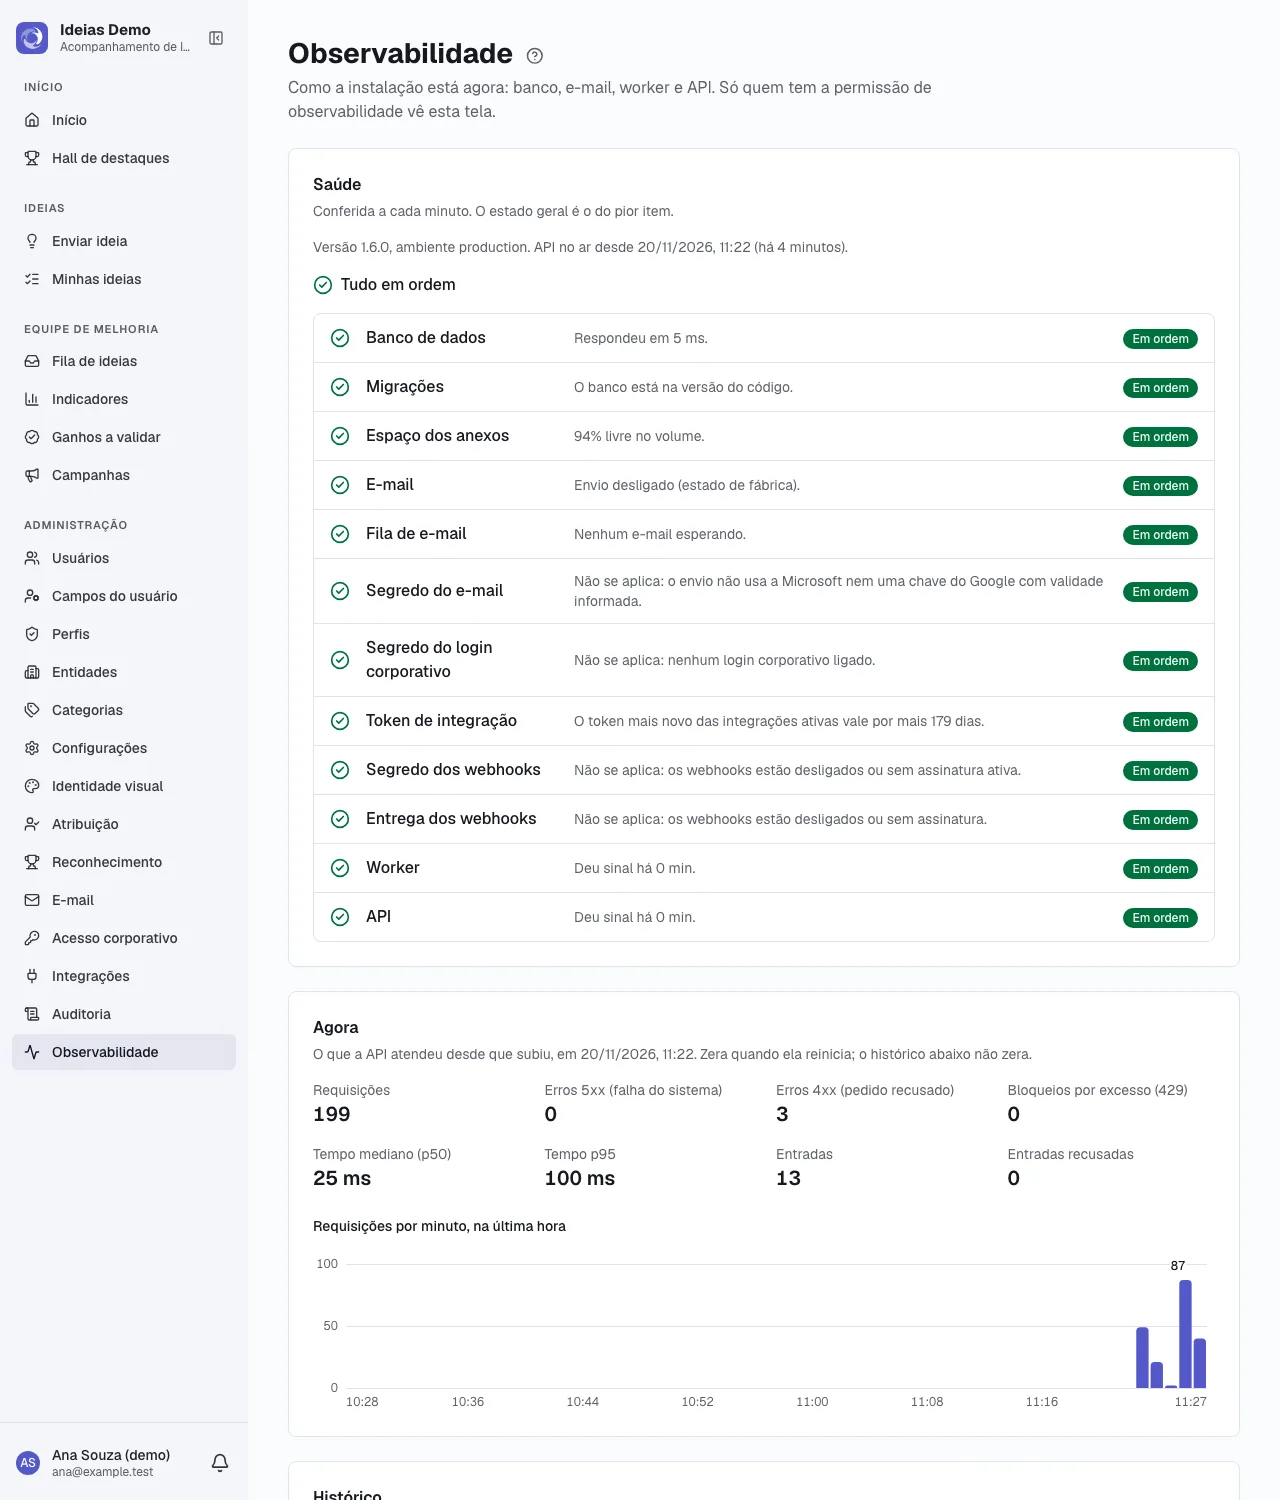 Ideias Demo
Acompanhamento de I...
INÍCIO
Início
Hall de destaques
IDEIAS
Enviar ideia
Minhas ideias
EQUIPE DE MELHORIA
Fila de ideias
Indicadores
Ganhos a validar
Campanhas
ADMINISTRAÇÃO
Usuários
Campos do usuário
Perfis
Entidades
Categorias
Configurações
Identidade visual
Atribuição
Reconhecimento
E-mail
Acesso corporativo
Integrações
Auditoria
Observabilidade
AS
Ana Souza (demo)
ana@example.test
Observabilidade
Como a instalação está agora: banco, e-mail, worker e API. Só quem tem a permissão de
observabilidade vê esta tela.
Saúde
Conferida a cada minuto. O estado geral é o do pior item.
Versão 1.6.0, ambiente production. API no ar desde 20/11/2026, 11:22 (há 4 minutos).
Tudo em ordem
Banco de dados Respondeu em 5 ms. Em ordem
Migrações O banco está na versão do código. Em ordem
Espaço dos anexos 94% livre no volume. Em ordem
E-mail Envio desligado (estado de fábrica). Em ordem
Fila de e-mail Nenhum e-mail esperando. Em ordem
Segredo do e-mail Não se aplica: o envio não usa a Microsoft nem uma chave do Google com validade
informada. Em ordem
Segredo do login
corporativo Não se aplica: nenhum login corporativo ligado. Em ordem
Token de integração O token mais novo das integrações ativas vale por mais 179 dias. Em ordem
Segredo dos webhooks Não se aplica: os webhooks estão desligados ou sem assinatura ativa. Em ordem
Entrega dos webhooks Não se aplica: os webhooks estão desligados ou sem assinatura. Em ordem
Worker Deu sinal há 0 min. Em ordem
API Deu sinal há 0 min. Em ordem
Agora
O que a API atendeu desde que subiu, em 20/11/2026, 11:22. Zera quando ela reinicia; o histórico abaixo não zera.
Requisições Erros 5xx (falha do sistema) Erros 4xx (pedido recusado) Bloqueios por excesso (429)
199 0 3 0
Tempo mediano (p50) Tempo p95 Entradas Entradas recusadas
25 ms 100 ms 13 0
Requisições por minuto, na última hora
100
87
50
0
10:28 10:36 10:44 10:52 11:00 11:08 11:16 11:27
Histórico